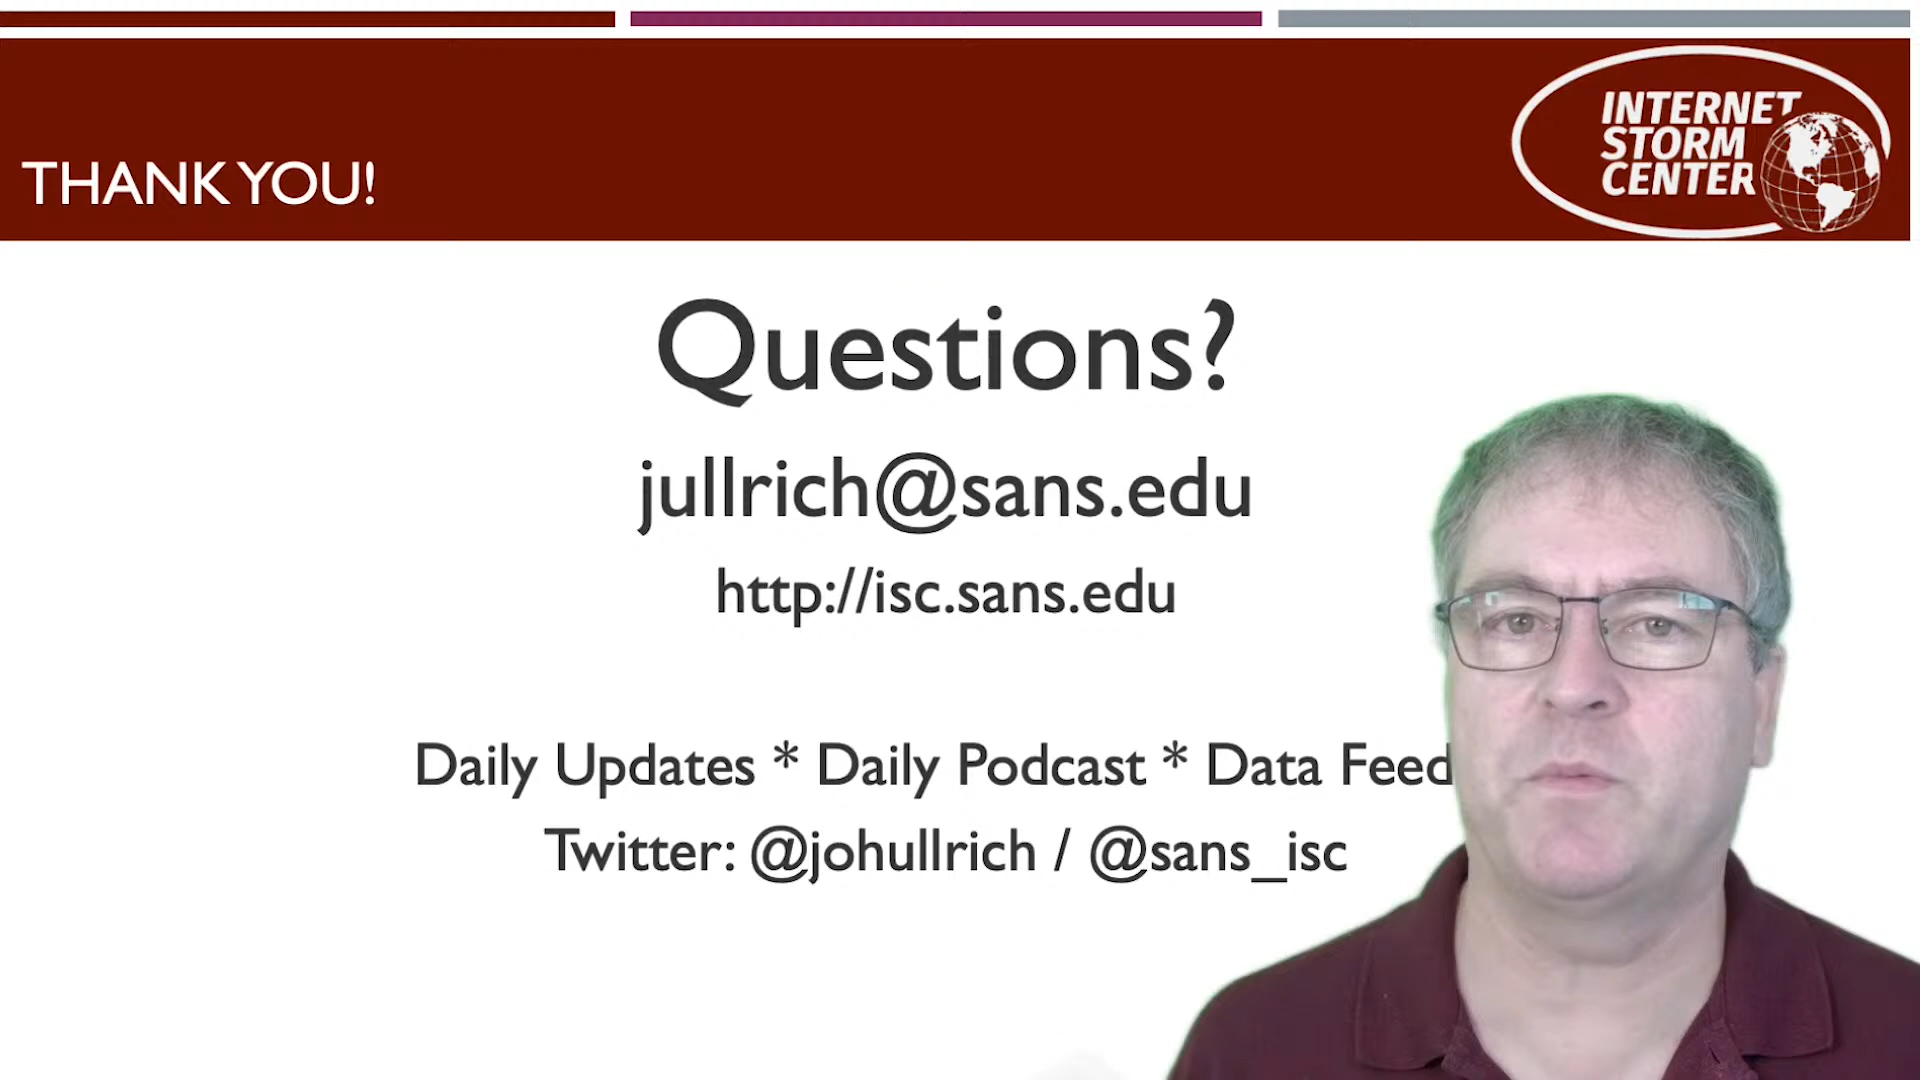 THANK YOU!
INTERNET
STORM
CENTER
Questions?
jullrich@sans.edu
http://isc.sans.edu
Daily Updates * Daily Podcast * Data Feed
Twitter: @johullrich / @sans_isc